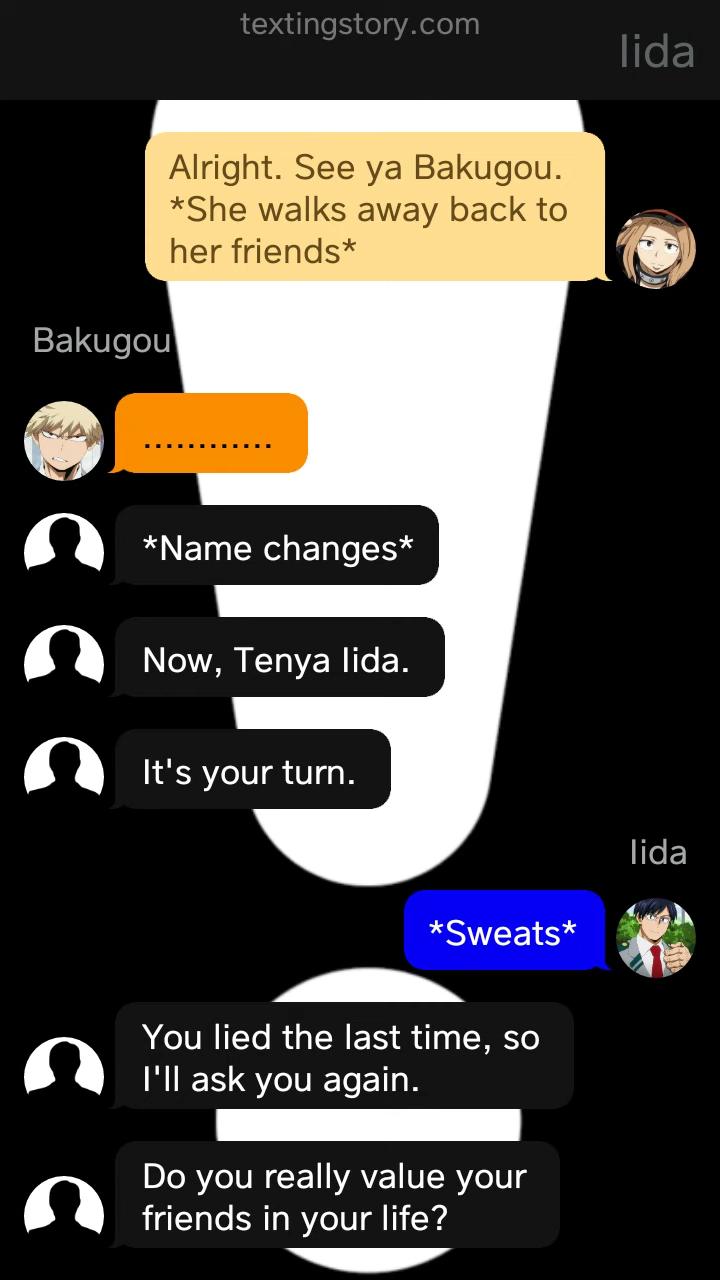 textingstory.com
Iida
Alright. See ya Bakugou.
*She walks away back to
her friends*
Bakugou
............
*Name changes*
Now, Tenya Iida.
It's your turn.
Iida
*Sweats*
You lied the last time, so
I'll ask you again.
Do you really value your
friends in your life?